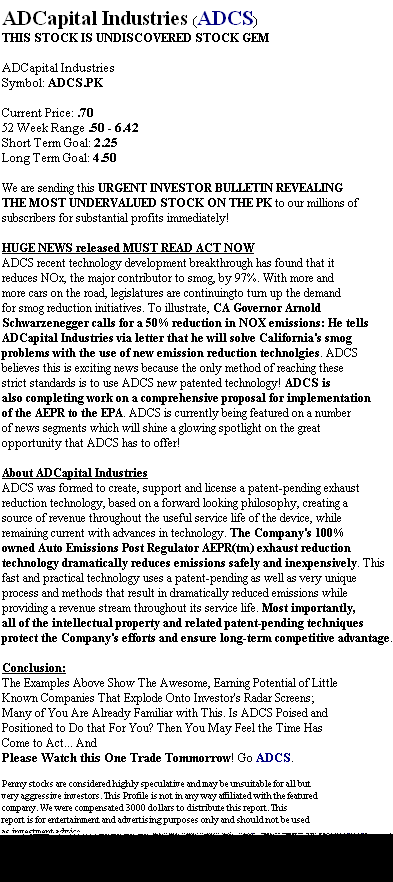 ADCapital Industries (ADCS)
THIS STOCK IS UNDISCOVERED STOCK GEM
ADCapital Industries
Symbol: ADCS.PK
Current Price: .70
52 Week Range .50 - 6.42
Short Term Goal: 2.25
Long Term Goal: 4.50
We are sending this URGENT INVESTOR BULLETIN REVEALING
THE MOST UNDERVALUED STOCK ON THE PK to our millions of
subscribers for substantial profits immediately!
HUGE NEWS released MUST READ ACT NOW
ADCS recent technology development breakthrough has found that it
reduces NOx, the major contributor to smog, by 97%. With more and
more cars on the road, legislatures are continuingto turn up the demand
for smog reduction initiatives. To illustrate, CA Governor Arnold
Schwarzenegger calls for a 50% reduction in NOX emissions: He tells
ADCapital Industries via letter that he will solve California's smog
problems with the use of new emission reduction technolgies. ADCS
believes this is exciting news because the only method of reaching these
strict standards is to use ADCS new patented technology! ADCS is
also completing work on a comprehensive proposal for implementation
of the AEPR to the EPA. ADCS is currently being featured on a number
of news segments which will shine a glowing spotlight on the great
opportunity that ADCS has to offer!
About ADCapital Industries
ADCS was formed to create, support and license a patent-pending exhaust
reduction technology, based on a forward looking philosophy, creating a
source of revenue throughout the useful service life of the device, while
remaining current with advances in technology. The Company's 100%
owned Auto Emissions Post Regulator AEPR(tm) exhaust reduction
technology dramatically reduces emissions safely and inexpensively. This
fast and practical technology uses a patent-pending as well as very unique
process and methods that result in dramatically reduced emissions while
providing a revenue stream throughout its service life. Most importantly,
all of the intellectual property and related patent-pending techniques
protect the Company's efforts and ensure long-term competitive advantage.
Conclusion:
The Examples Above Show The Awesome, Earning Potential of Little
Known Companies That Explode Onto Investor's Radar Screens;
Many of You Are Already Familiar with This. Is ADCS Poised and
Positioned to Do that For You? Then You May Feel the Time Has
Come to Act... And
Please Watch this One Trade Tommorrow! Go ADCS.
Penny stocks are considered highly speculative and may be unsuitable for all but
very aggressive investors. This Profile is not in any way affiliated with the featured
company. We were compensated 3000 dollars to distribute this report. This
report is for entertainment and advertising purposes only and should not be used
as investment advice.